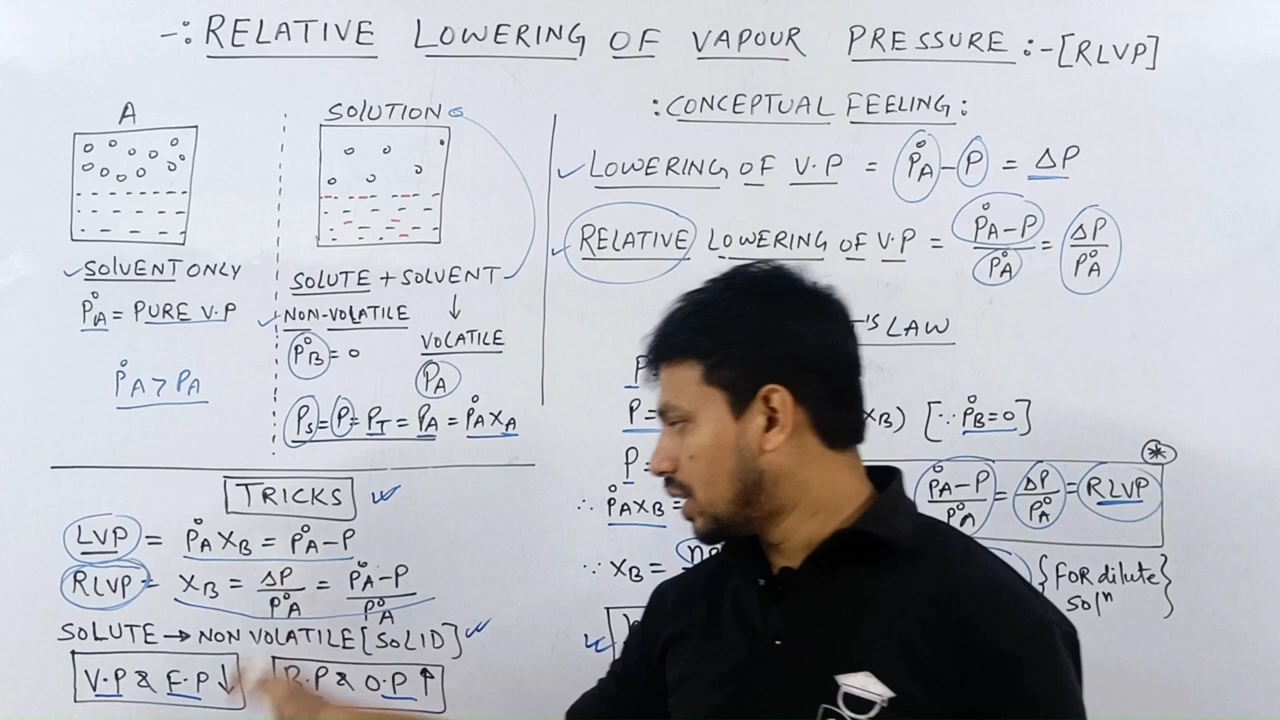 -: RELATIVE LOWERING OF VAPOUR PRESSURE :- [RLVP]
A
SOLVENT ONLY
P°A = PURE V.P
P°A > PA
SOLUTION
SOLUTE + SOLVENT
NON-VOLATILE
P°B = 0
VOLATILE
PA
PS = P = PT = PA = P°A XA
: CONCEPTUAL FEELING :
LOWERING OF V.P = P°A - P = ΔP
RELATIVE LOWERING OF V.P = P°A - P / P°A = ΔP / P°A
'S LAW
P
P = XB) [∵ P°B = 0]
P =
∴ P°A XB =
P°A - P / P°A = ΔP / P°A = RLVP
*
∵ XB =
{FOR dilute solⁿ}
TRICKS
LVP = P°A XB = P°A - P
RLVP = XB = ΔP / P°A = P°A - P / P°A
SOLUTE → NON VOLATILE [SOLID]
V.P & F.P ↓
B.P & O.P ↑